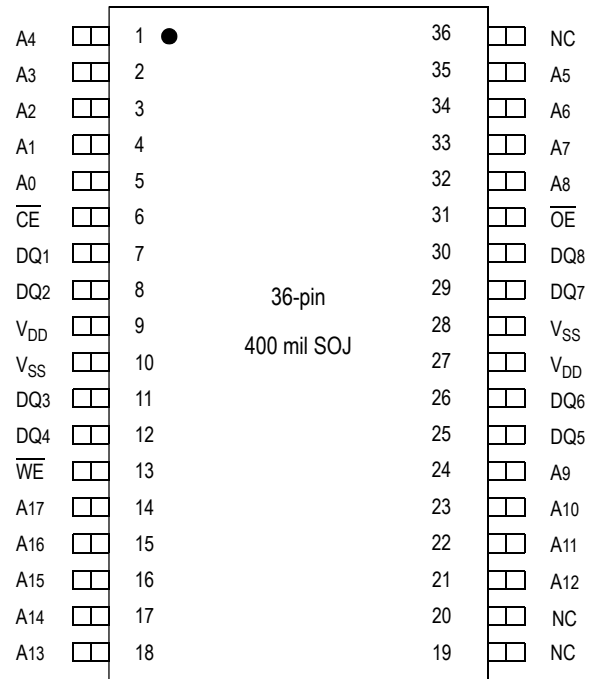 A4 1 36 NC
A3 2 35 A5
A2 3 34 A6
A1 4 33 A7
A0 5 32 A8
C̅E̅ 6 31 O̅E̅
DQ1 7 30 DQ8
DQ2 8 29 DQ7
36-pin
VDD 9 28 VSS
400 mil SOJ
VSS 10 27 VDD
DQ3 11 26 DQ6
DQ4 12 25 DQ5
W̅E̅ 13 24 A9
A17 14 23 A10
A16 15 22 A11
A15 16 21 A12
A14 17 20 NC
A13 18 19 NC